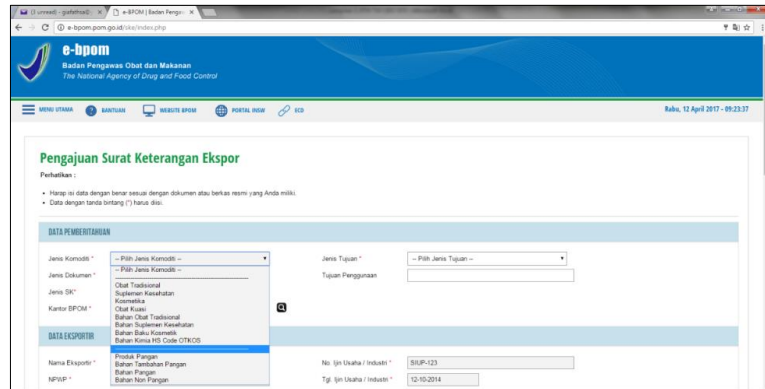 (3 unread) - giafathsa@
e-BPOM | Badan Penga
e-bpom.pom.go.id/ske/index.php
e-bpom
Badan Pengawas Obat dan Makanan
The National Agency of Drug and Food Control
MENU UTAMA BANTUAN WEBSITE BPOM PORTAL INSW ECD Rabu, 12 April 2017 - 09:23:37
Pengajuan Surat Keterangan Ekspor
Perhatikan :
• Harap isi data dengan benar sesuai dengan dokumen atau berkas resmi yang Anda miliki.
• Data dengan tanda bintang (*) harus diisi.
DATA PEMBERITAHUAN
Jenis Komoditi * -- Pilih Jenis Komoditi -- Jenis Tujuan * -- Pilih Jenis Tujuan --
Jenis Dokumen * -- Pilih Jenis Komoditi -- Tujuan Penggunaan
Obat Tradisional
Jenis SK* Suplemen Kesehatan
Kosmetika
Kantor BPOM * Obat Kuasi
Bahan Obat Tradisional
Bahan Suplemen Kesehatan
Bahan Baku Kosmetik
DATA EKSPORTIR Bahan Kimia HS Code OTKOS
Produk Pangan
Nama Eksportir * Bahan Tambahan Pangan No. Ijin Usaha / Industri * SIUP-123
Bahan Pangan
NPWP * Bahan Non Pangan Tgl. Ijin Usaha / Industri * 12-10-2014